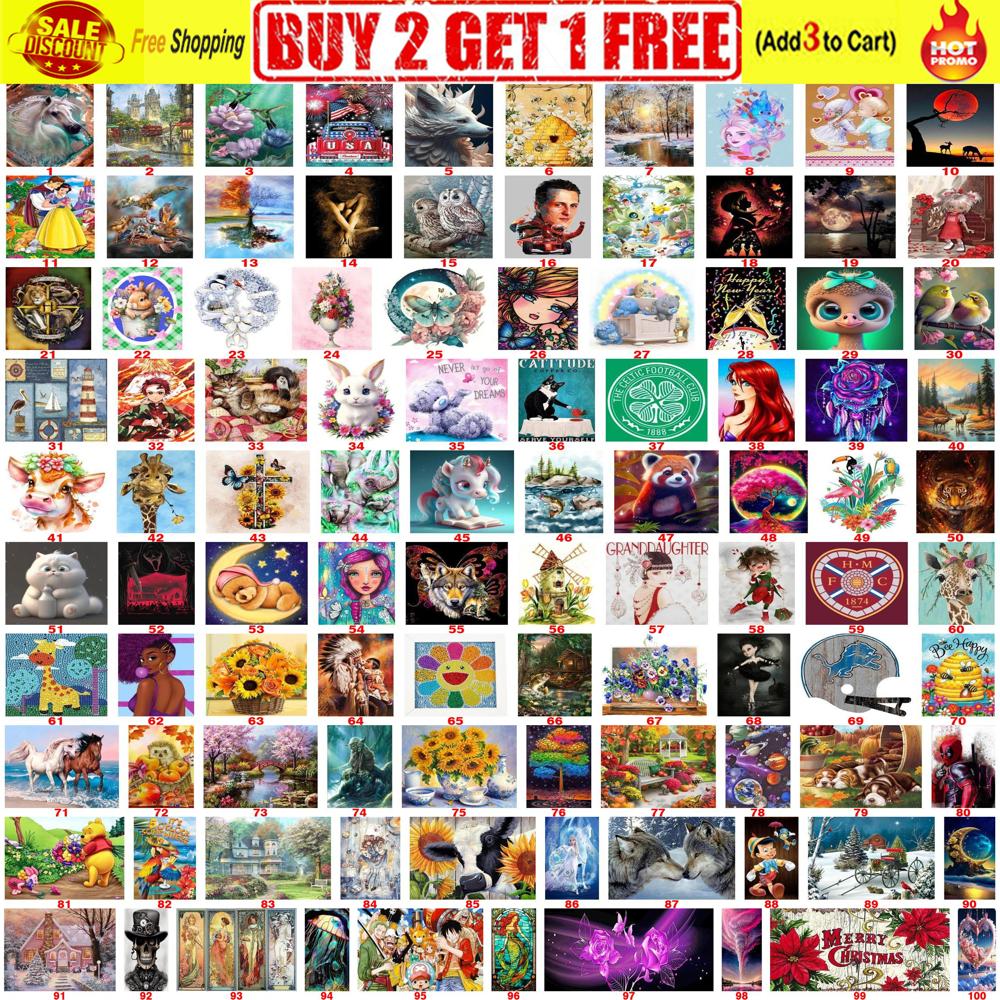 SALE
DISCOUNT
Free Shopping
BUY 2 GET 1 FREE
(Add 3 to Cart)
HOT
PROMO
USA
1 2 3 4 5 6 7 8 9 10
11 12 13 14 15 16 17 18 19 20
Happy
New Year
21 22 23 24 25 26 27 28 29 30
NEVER let go of
YOUR
DREAMS
CATTITUDE
COFFEE CO.
SERVE YOURSELF
THE CELTIC FOOTBALL CLUB
1888
31 32 33 34 35 36 37 38 39 40
41 42 43 44 45 46 47 48 49 50
GRANDDAUGHTER
H M
F C
1874
51 52 53 54 55 56 57 58 59 60
Bee Happy
61 62 63 64 65 66 67 68 69 70
71 72 73 74 75 76 77 78 79 80
81 82 83 84 85 86 87 88 89 90
MERRY
CHRISTMAS
91 92 93 94 95 96 97 98 99 100